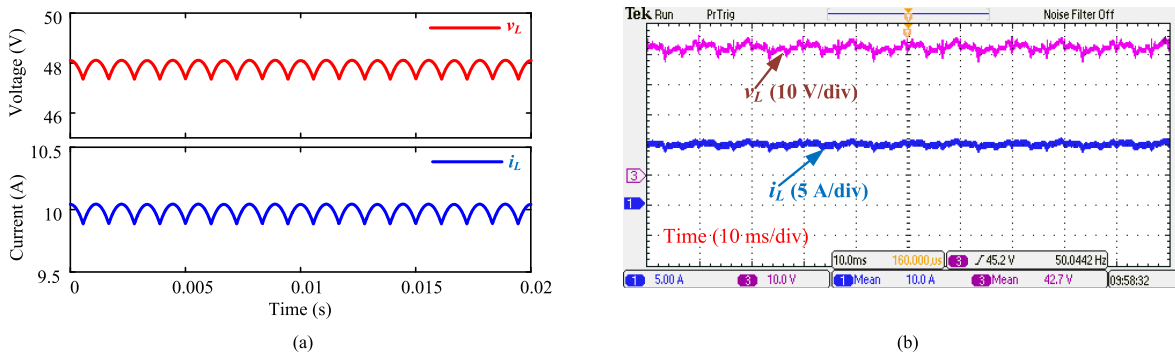 50
48
46
Voltage (V)
v_L
10.5
10
9.5
Current (A)
i_L
0
0.005
0.01
0.015
0.02
Time (s)
(a)
Tek Run PrTrig Noise Filter Off
v_L (10 V/div)
3
i_L (5 A/div)
1
Time (10 ms/div)
10.0ms 160.000µs 3 45.2 V 50.0442 Hz
1 5.00 A 3 10.0 V 1 Mean 10.0 A 3 Mean 42.7 V 09:58:32
(b)